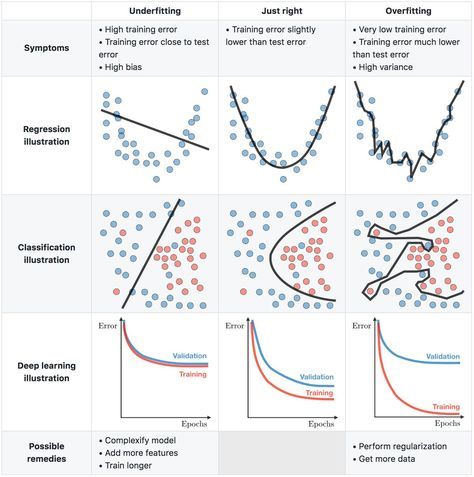 Underfitting
Just right
Overfitting
Symptoms
• High training error
• Training error close to test
error
• High bias
• Training error slightly
lower than test error
• Very low training error
• Training error much lower
than test error
• High variance
Regression
illustration
Classification
illustration
Deep learning
illustration
Error
Validation
Training
Epochs
Error
Validation
Training
Epochs
Error
Validation
Training
Epochs
Possible
remedies
• Complexify model
• Add more features
• Train longer
• Perform regularization
• Get more data